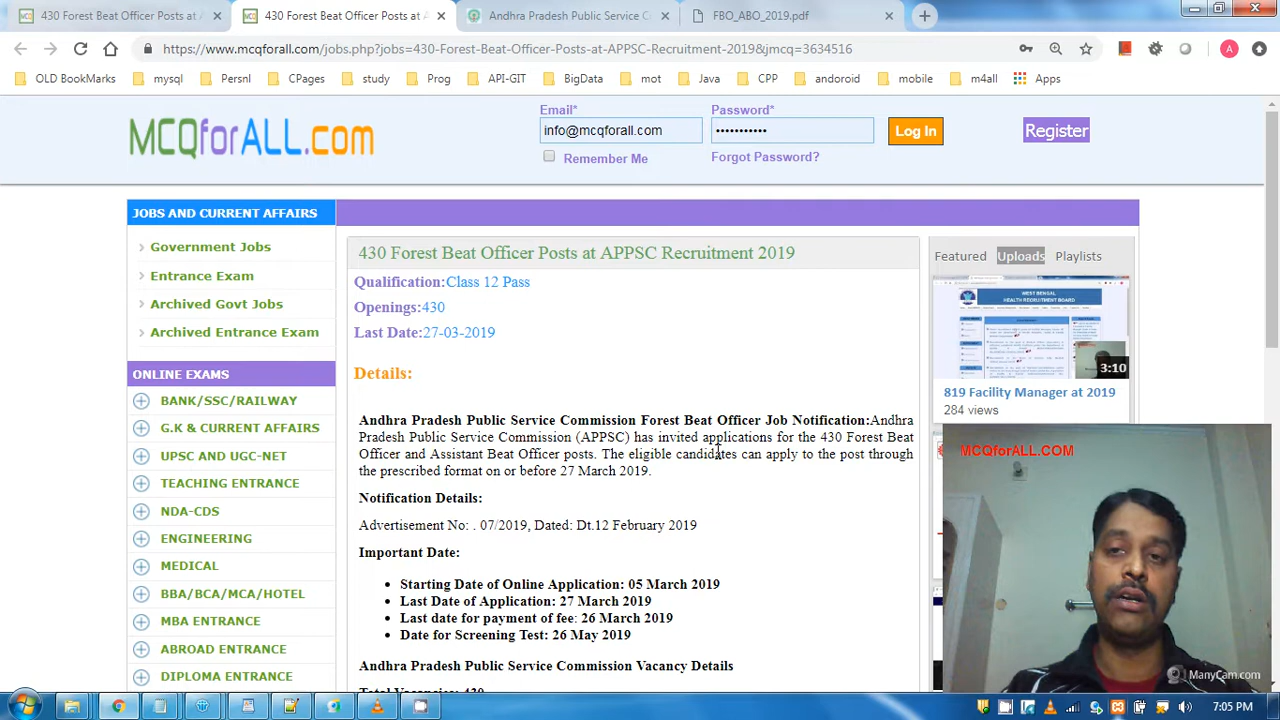 430 Forest Beat Officer Posts at
430 Forest Beat Officer Posts at
Andhra Pradesh Public Service C
FBO_ABO_2019.pdf
https://www.mcqforall.com/jobs.php?jobs=430-Forest-Beat-Officer-Posts-at-APPSC-Recruitment-2019&jmcq=3634516
A
OLD BookMarks
mysql
Persnl
CPages
study
Prog
API-GIT
BigData
mot
Java
CPP
andoroid
mobile
m4all
Apps
MCQforALL.com
Email*
Password*
info@mcqforall.com
•••••••••••
Log In
Register
Remember Me
Forgot Password?
JOBS AND CURRENT AFFAIRS
Government Jobs
Entrance Exam
Archived Govt Jobs
Archived Entrance Exam
ONLINE EXAMS
BANK/SSC/RAILWAY
G.K & CURRENT AFFAIRS
UPSC AND UGC-NET
TEACHING ENTRANCE
NDA-CDS
ENGINEERING
MEDICAL
BBA/BCA/MCA/HOTEL
MBA ENTRANCE
ABROAD ENTRANCE
DIPLOMA ENTRANCE
430 Forest Beat Officer Posts at APPSC Recruitment 2019
Qualification:Class 12 Pass
Openings:430
Last Date:27-03-2019
Details:
Andhra Pradesh Public Service Commission Forest Beat Officer Job Notification:Andhra
Pradesh Public Service Commission (APPSC) has invited applications for the 430 Forest Beat
Officer and Assistant Beat Officer posts. The eligible candidates can apply to the post through
the prescribed format on or before 27 March 2019.
Notification Details:
Advertisement No: . 07/2019, Dated: Dt.12 February 2019
Important Date:
• Starting Date of Online Application: 05 March 2019
• Last Date of Application: 27 March 2019
• Last date for payment of fee: 26 March 2019
• Date for Screening Test: 26 May 2019
Andhra Pradesh Public Service Commission Vacancy Details
Total Vacancies: 430
Featured
Uploads
Playlists
WEST BENGAL
HEALTH RECRUITMENT BOARD
3:10
819 Facility Manager at 2019
284 views
MCQforALL.COM
ManyCam.com
7:05 PM